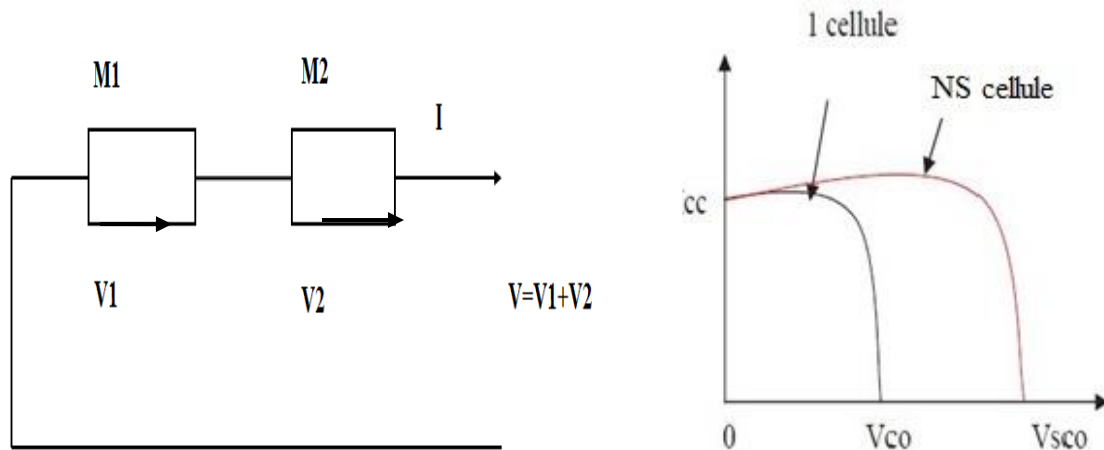 M1
M2
I
V1
V2
V=V1+V2
1 cellule
NS cellule
cc
0
Vco
Vsco